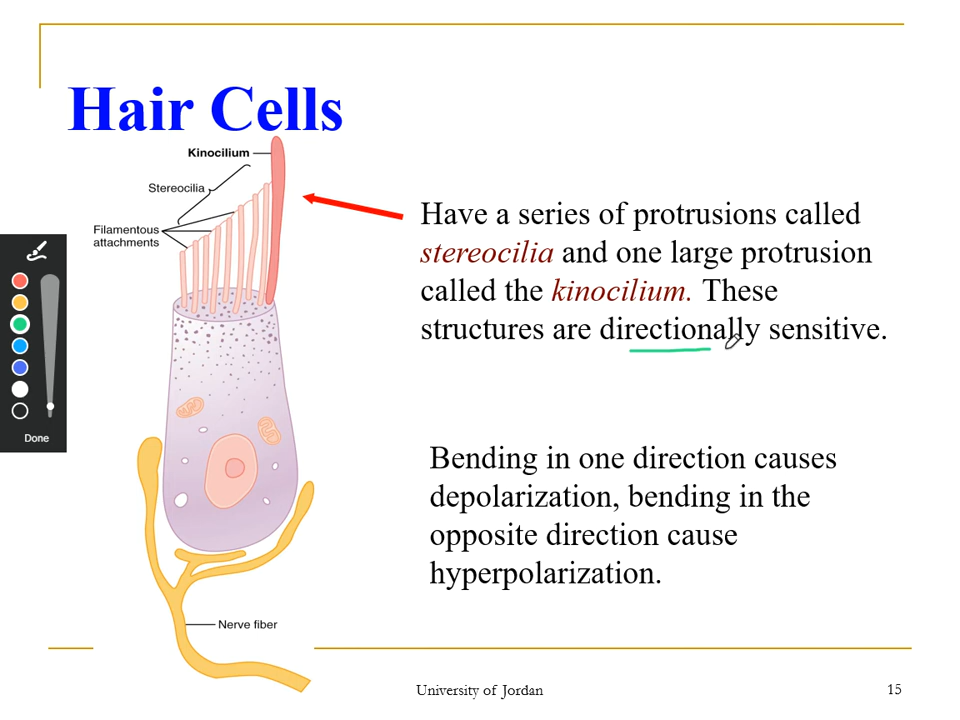 Hair Cells
Kinocilium
Stereocilia
Filamentous
attachments
Have a series of protrusions called
stereocilia and one large protrusion
called the kinocilium. These
structures are directionally sensitive.
Done
Bending in one direction causes
depolarization, bending in the
opposite direction cause
hyperpolarization.
Nerve fiber
University of Jordan
15